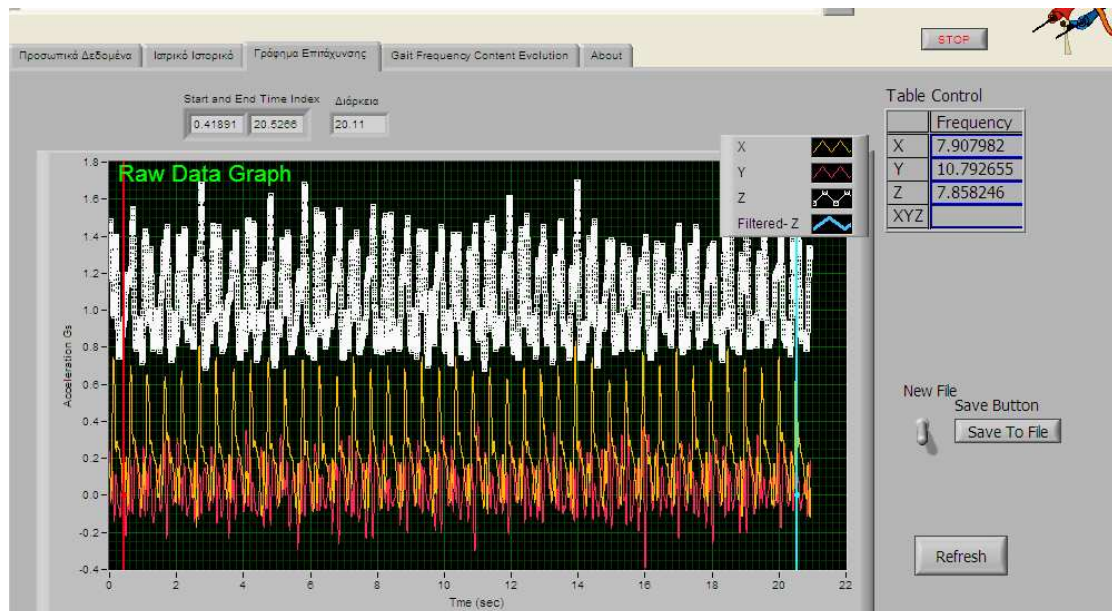 STOP
Προσωπικά Δεδομένα
Ιατρικό Ιστορικό
Γράφημα Επιτάχυνσης
Gait Frequency Content Evolution
About
Start and End Time Index
Διάρκεια
0.41891 20.5266 20.11
Table Control
Frequency
X 7.907982
Y 10.792655
Z 7.858246
XYZ
X
Y
Z
Filtered- Z
Raw Data Graph
1.8
1.6
1.4
1.2
1.0
0.8
0.6
0.4
0.2
0.0
-0.2
-0.4
Acceleration Gs
0 2 4 6 8 10 12 14 16 18 20 22
Tme (sec)
New File
Save Button
Save To File
Refresh